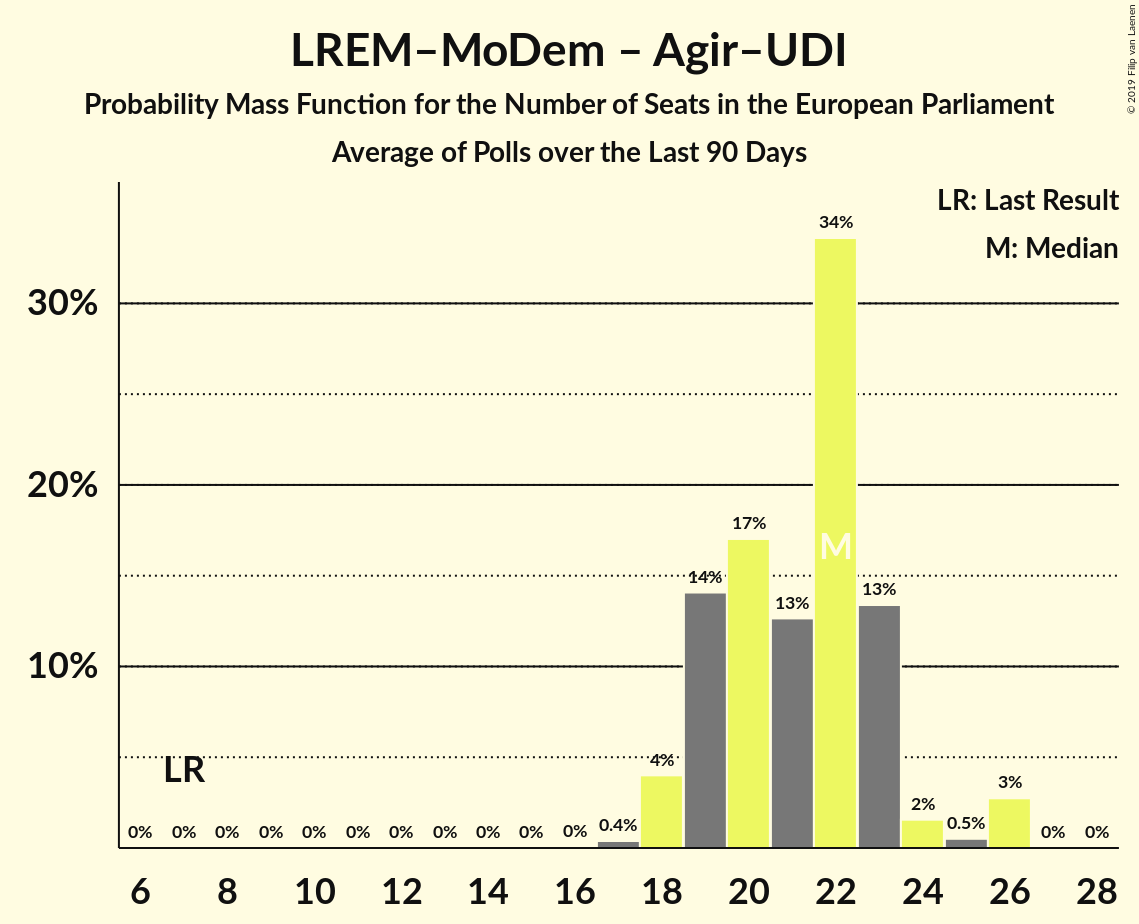 LREM–MoDem – Agir–UDI
Probability Mass Function for the Number of Seats in the European Parliament
Average of Polls over the Last 90 Days
© 2019 Filip van Laenen
LR: Last Result
M: Median
34%
30%
20%
17%
M
14%
13%
13%
10%
LR
4%
3%
2%
0% 0% 0% 0% 0% 0% 0% 0% 0% 0% 0% 0.4% 0.5% 0% 0%
6 8 10 12 14 16 18 20 22 24 26 28